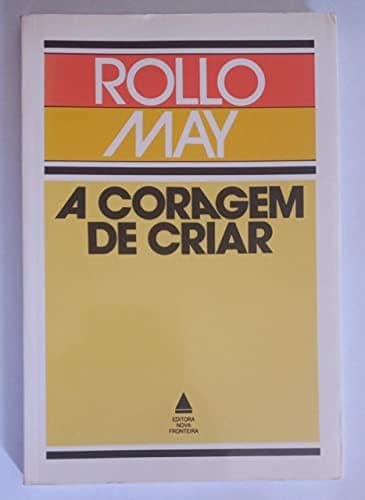 ROLLO
MAY
A CORAGEM
DE CRIAR
EDITORA
NOVA
FRONTEIRA